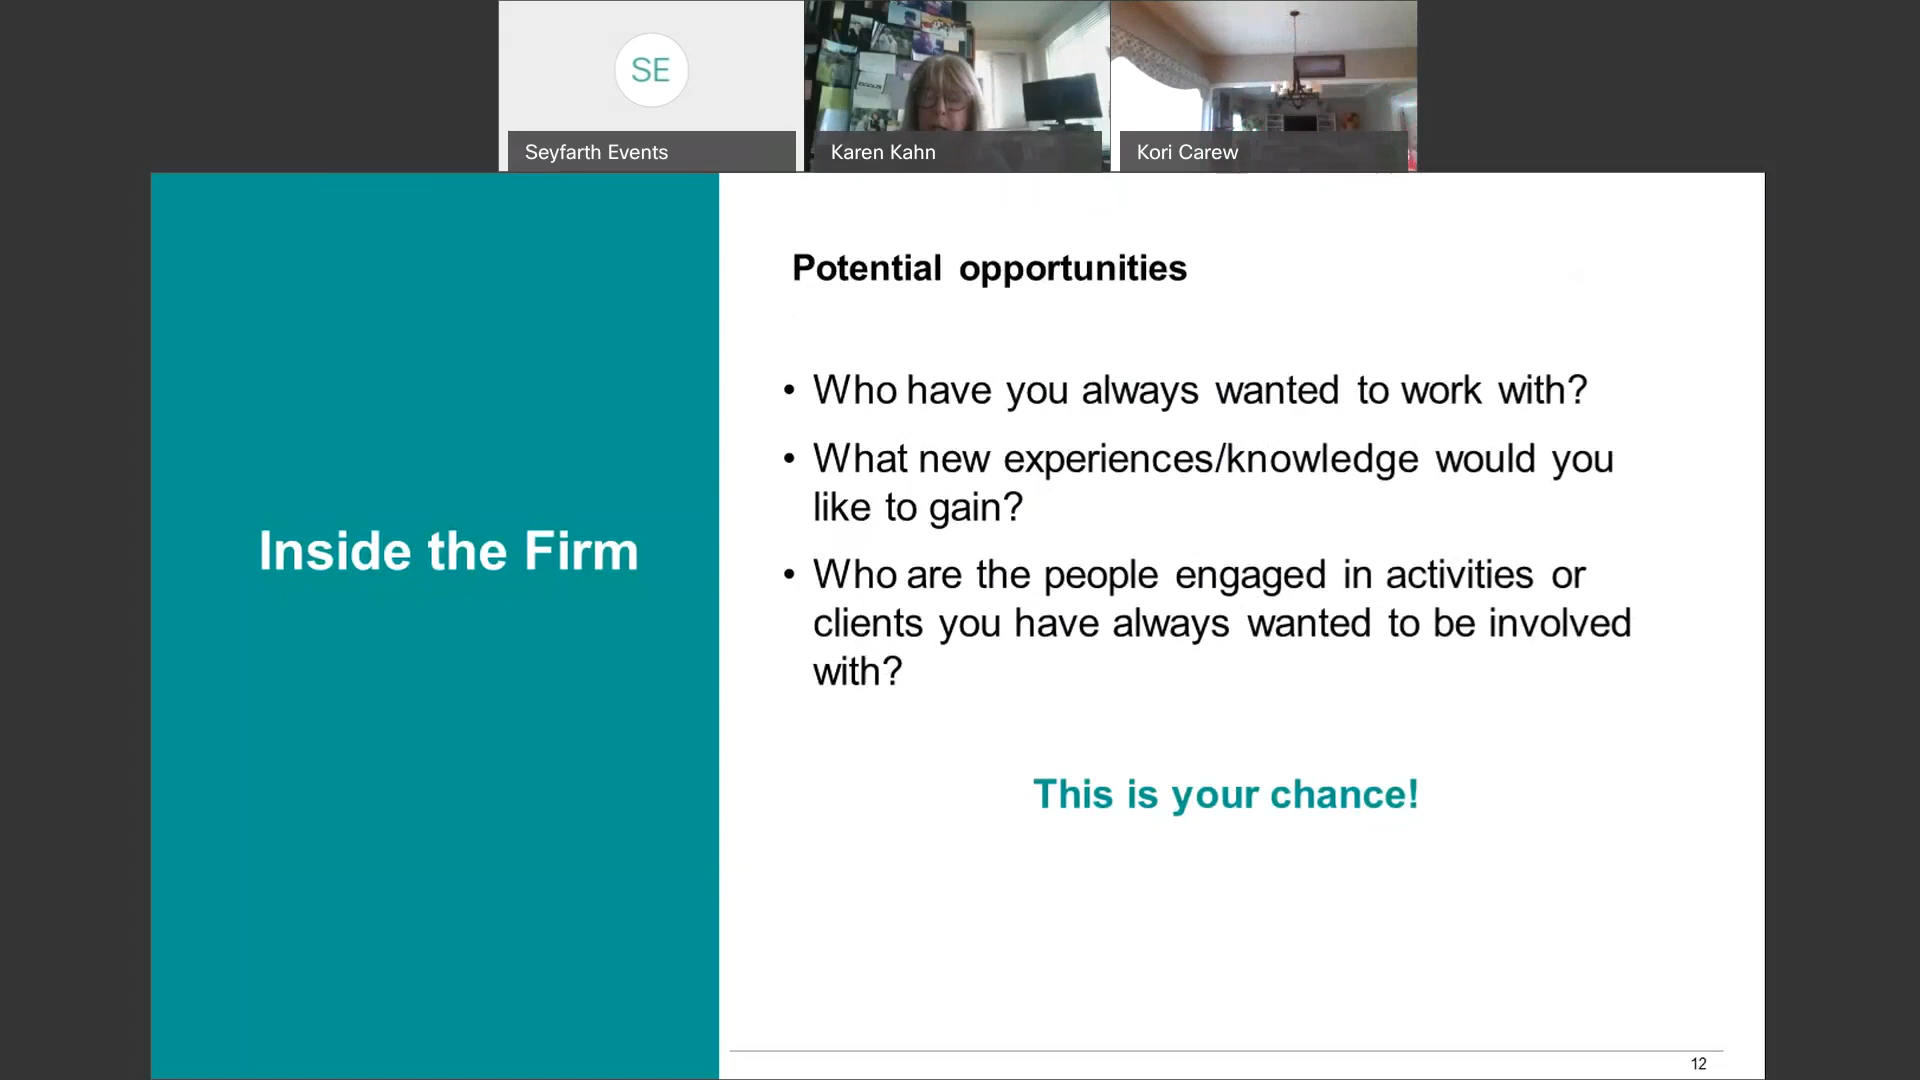 SE
Seyfarth Events
Karen Kahn
Kori Carew
Inside the Firm
Potential opportunities
• Who have you always wanted to work with?
• What new experiences/knowledge would you
like to gain?
• Who are the people engaged in activities or
clients you have always wanted to be involved
with?
This is your chance!
12